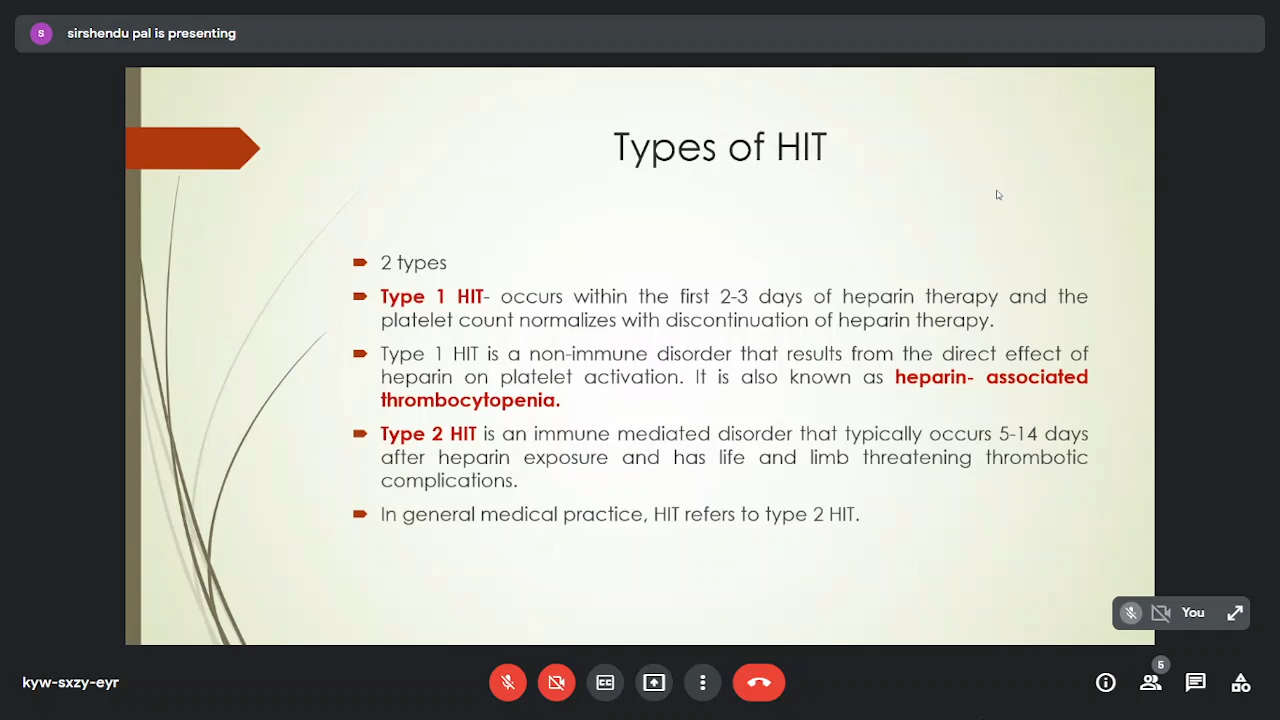 S
sirshendu pal is presenting
Types of HIT
2 types
Type 1 HIT- occurs within the first 2-3 days of heparin therapy and the
platelet count normalizes with discontinuation of heparin therapy.
Type 1 HIT is a non-immune disorder that results from the direct effect of
heparin on platelet activation. It is also known as heparin- associated
thrombocytopenia.
Type 2 HIT is an immune mediated disorder that typically occurs 5-14 days
after heparin exposure and has life and limb threatening thrombotic
complications.
In general medical practice, HIT refers to type 2 HIT.
You
kyw-sxzy-eyr
CC
5